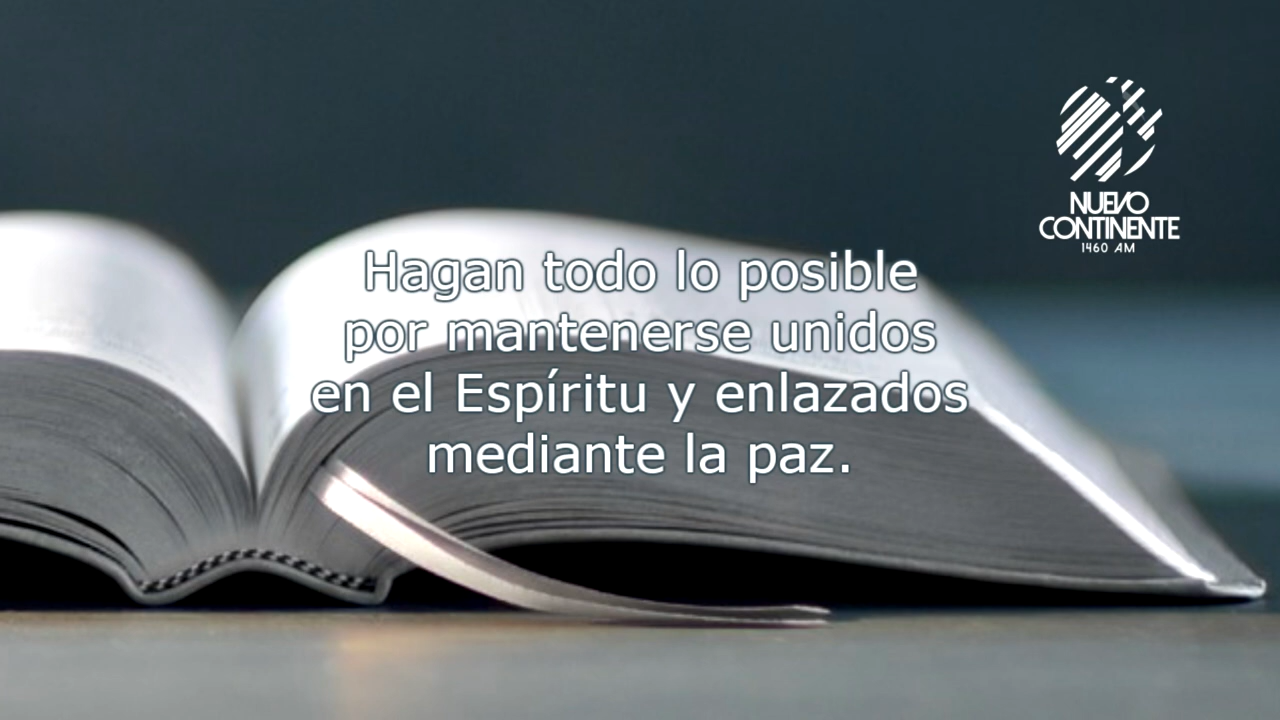 NUEVO
CONTINENTE
1460 AM
Hagan todo lo posible
por mantenerse unidos
en el Espíritu y enlazados
mediante la paz.